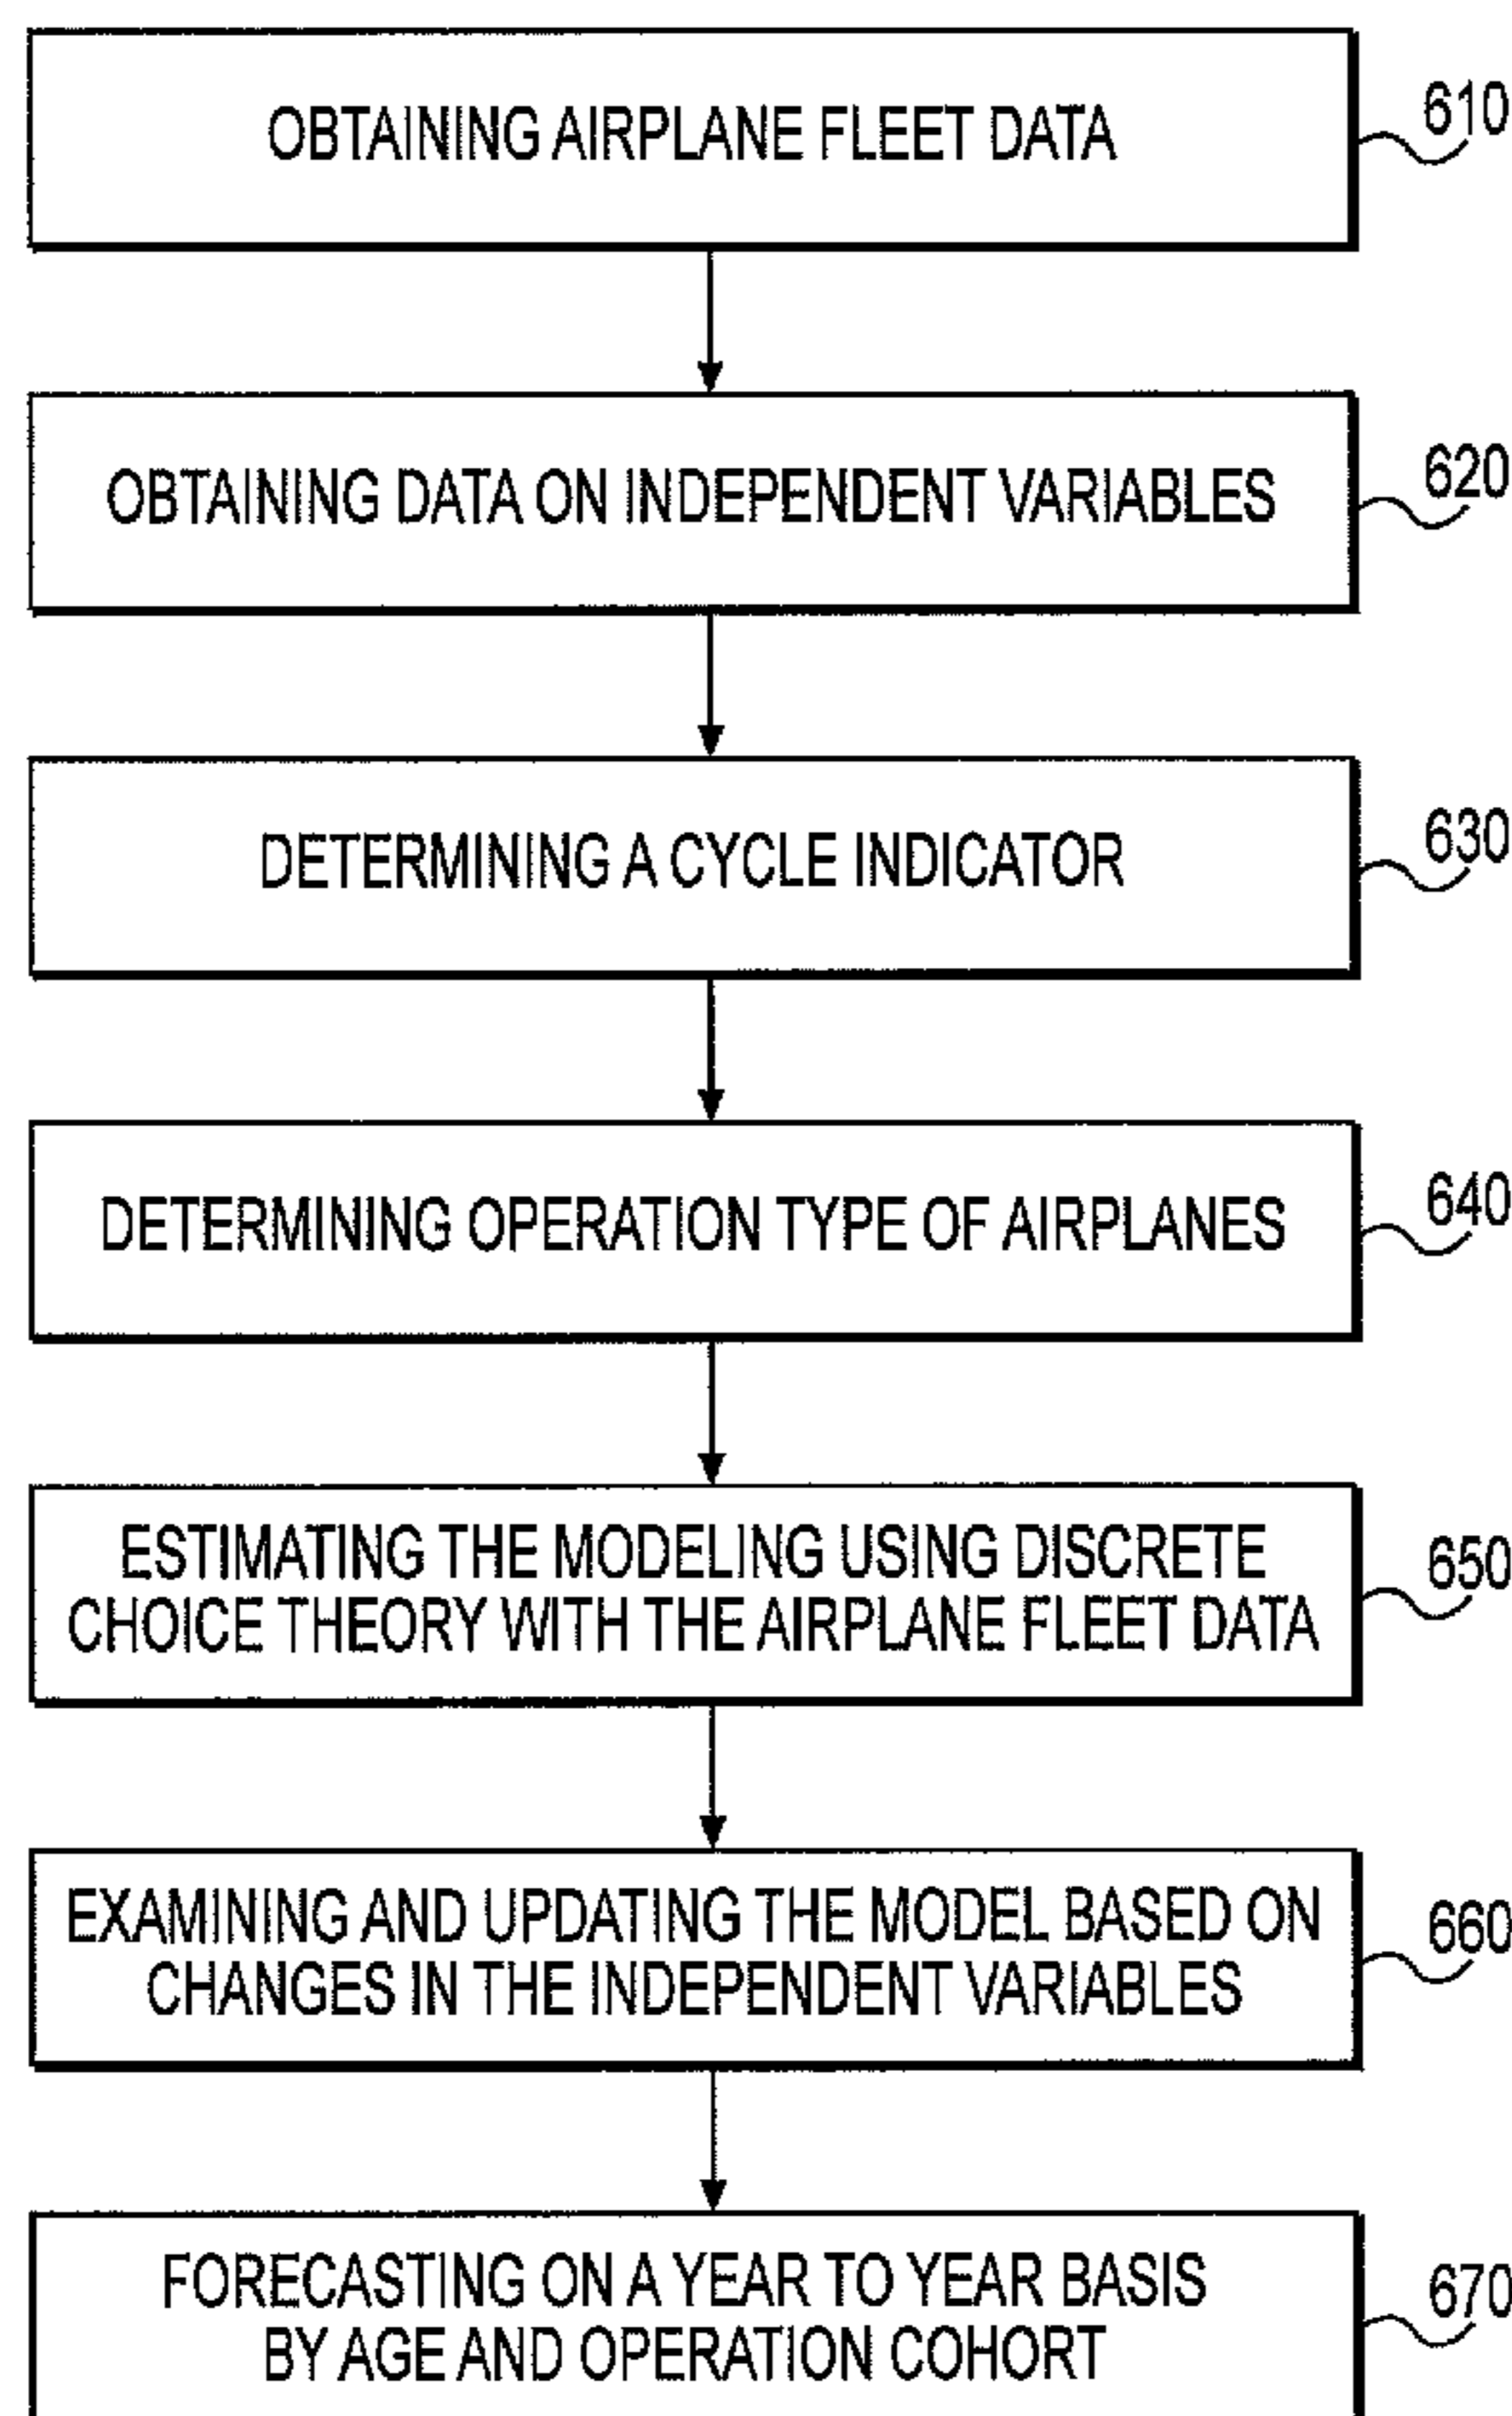 OBTAINING AIRPLANE FLEET DATA
610
OBTAINING DATA ON INDEPENDENT VARIABLES
620
DETERMINING A CYCLE INDICATOR
630
DETERMINING OPERATION TYPE OF AIRPLANES
640
ESTIMATING THE MODELING USING DISCRETE
CHOICE THEORY WITH THE AIRPLANE FLEET DATA
650
EXAMINING AND UPDATING THE MODEL BASED ON
CHANGES IN THE INDEPENDENT VARIABLES
660
FORECASTING ON A YEAR TO YEAR BASIS
BY AGE AND OPERATION COHORT
670